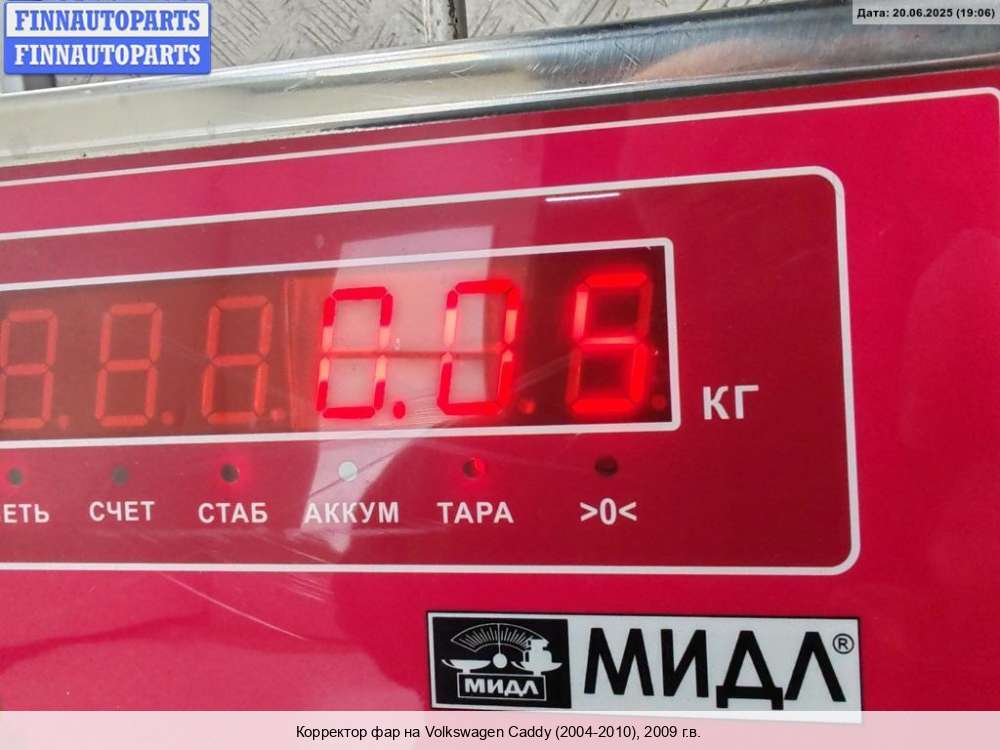 FINNAUTOPARTS
FINNAUTOPARTS
Дата: 20.06.2025 (19:06)
0.05
КГ
СЧЕТ
СТАБ
АККУМ
ТАРА
>0<
МИДЛ
МИДЛ®
Корректор фар на Volkswagen Caddy (2004-2010), 2009 г.в.